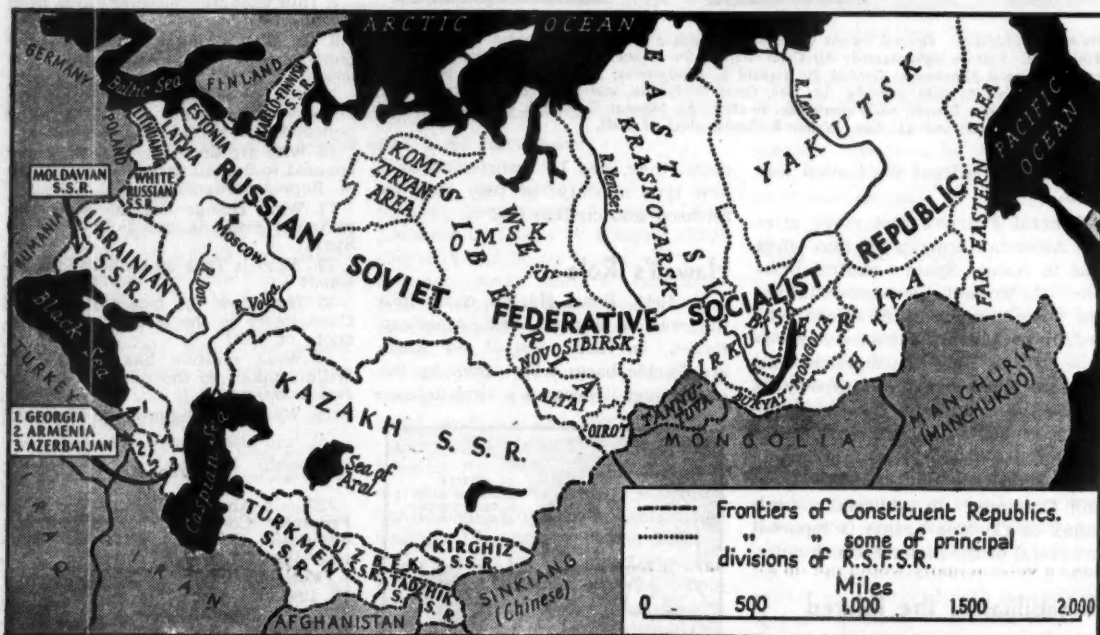 ARCTIC OCEAN
GERMANY
Baltic Sea
FINLAND
KARELO-FINNISH S.S.R.
POLAND
LITHUANIA
LATVIA
ESTONIA
WHITE RUSSIAN S.S.R.
MOLDAVIAN
S.S.R.
RUMANIA
UKRAINIAN
S.S.R.
Moscow
R. Don
R. Volga
RUSSIAN
SOVIET
FEDERATIVE SOCIALIST
REPUBLIC
KOMI-
ZYRYAN
AREA
OMSK
SIBERIA
R. Yenisei
KRASNOYARSK
EASTERN SIBERIA
R. Lena
YAKUTSK
FAR EASTERN AREA
PACIFIC
OCEAN
NOVOSIBIRSK
ALTAI
OIROT
IRKUTSK
TANNU-
TUVA
BURYAT-MONGOLIA
CHITA
MONGOLIA
MANCHURIA
(MANCHUKUO)
Black Sea
TURKEY
1. GEORGIA
2. ARMENIA
3. AZERBAIJAN
Caspian Sea
KAZAKH S.S.R.
Sea of
Aral
TURKMEN
S.S.R.
UZBEK
S.S.R.
KIRGHIZ
S.S.R.
TADZHIK
S.S.R.
IRAQ
IRAN
AFGHANISTAN
SINKIANG
(Chinese)
Frontiers of Constituent Republics.
" " some of principal
divisions of R.S.F.S.R.
Miles
0 500 1,000 1,500 2,000